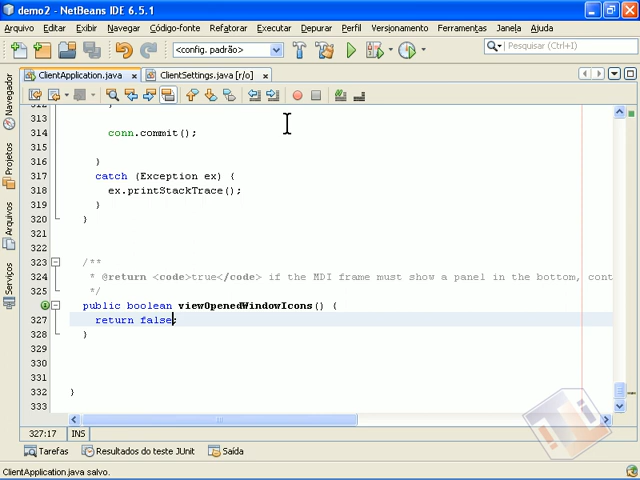 demo2 - NetBeans IDE 6.5.1
Arquivo Editar Exibir Navegar Código-fonte Refatorar Executar Depurar Perfil Versionamento Ferramentas Janela Ajuda
<config. padrão> Pesquisar (Ctrl+I)
ClientApplication.java × ClientSettings.java [r/o] ×
Navegador
Projetos
Arquivos
Serviços
312 }
313
314 conn.commit();
315
316 }
317 catch (Exception ex) {
318 ex.printStackTrace();
319 }
320 }
321
322
323 /**
324 * @return <code>true</code> if the MDI frame must show a panel in the bottom, cont
325 */
326 public boolean viewOpenedWindowIcons() {
327 return false;
328 }
329
330
331
332 }
333
327:17 INS
Tarefas Resultados do teste JUnit Saída
ClientApplication.java salvo.